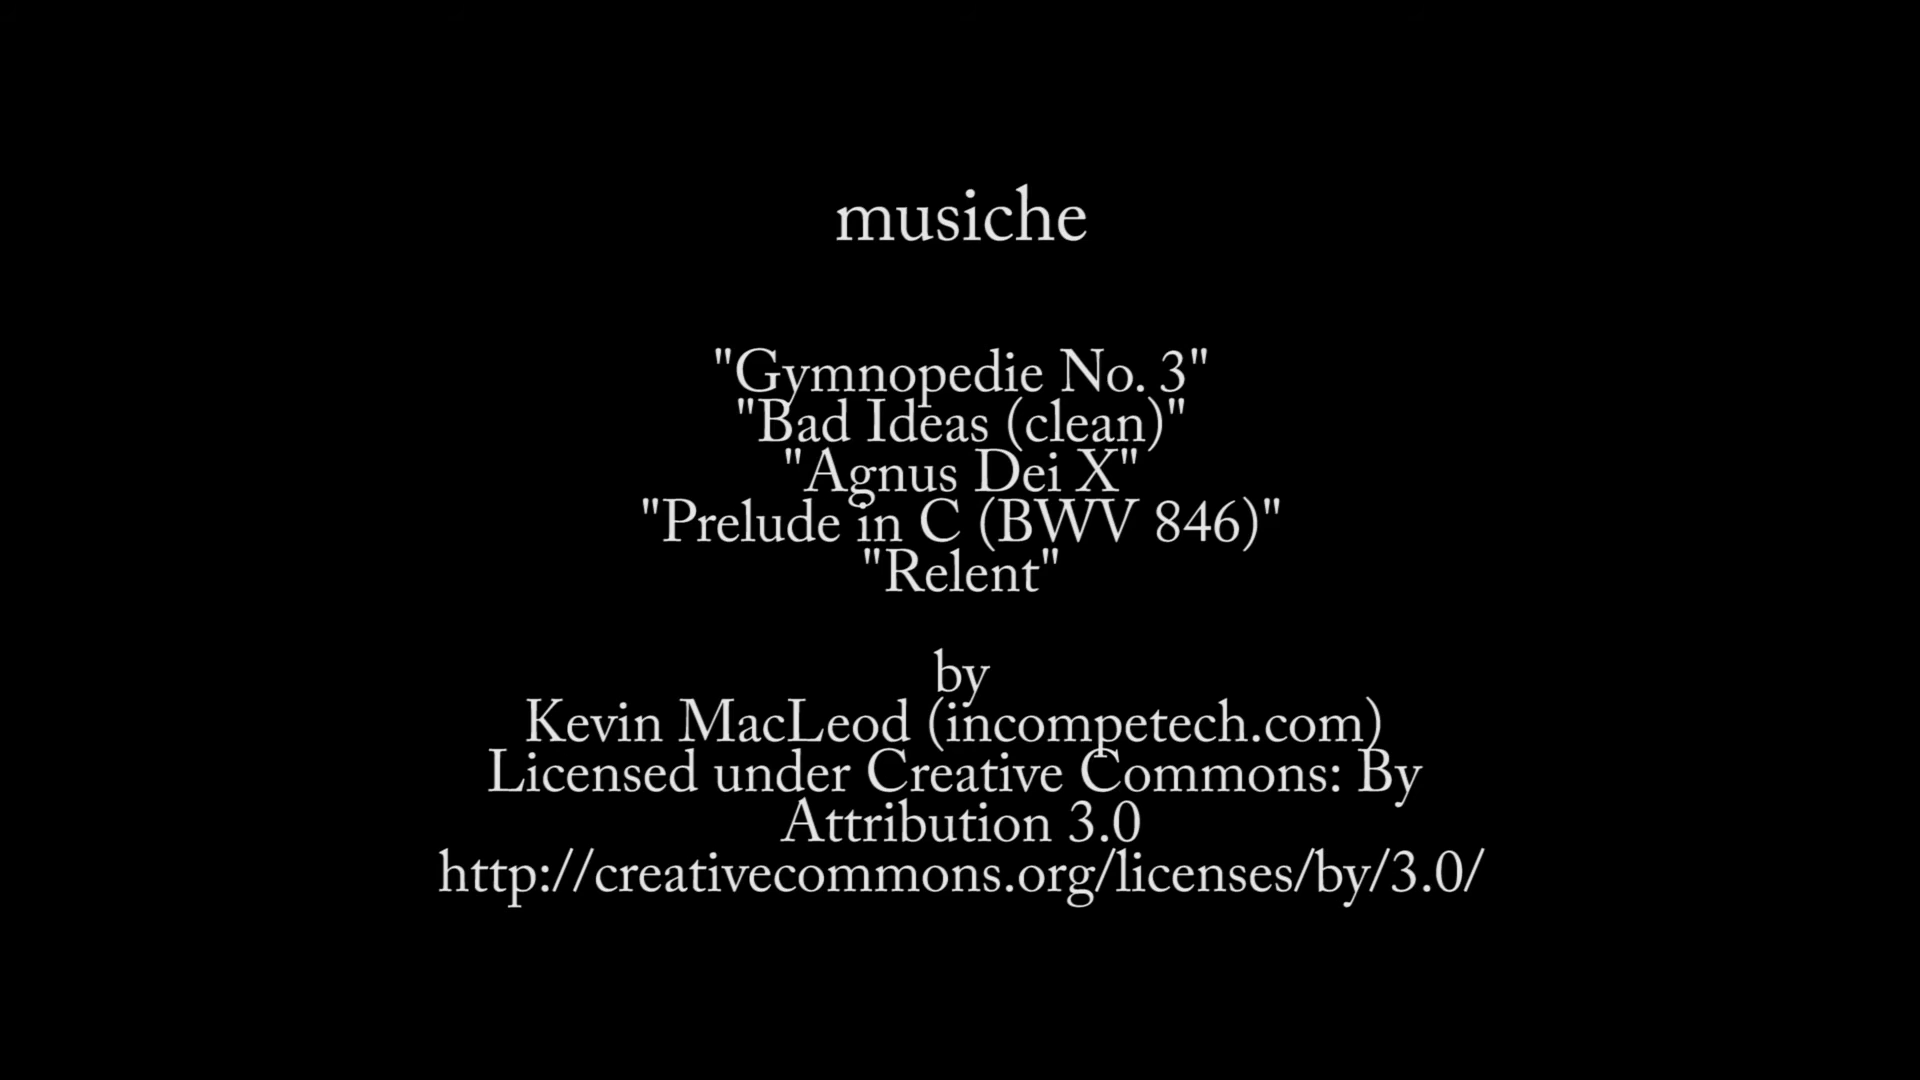 musiche
"Gymnopedie No. 3"
"Bad Ideas (clean)"
"Agnus Dei X"
"Prelude in C (BWV 846)"
"Relent"
by
Kevin MacLeod (incompetech.com)
Licensed under Creative Commons: By
Attribution 3.0
http://creativecommons.org/licenses/by/3.0/